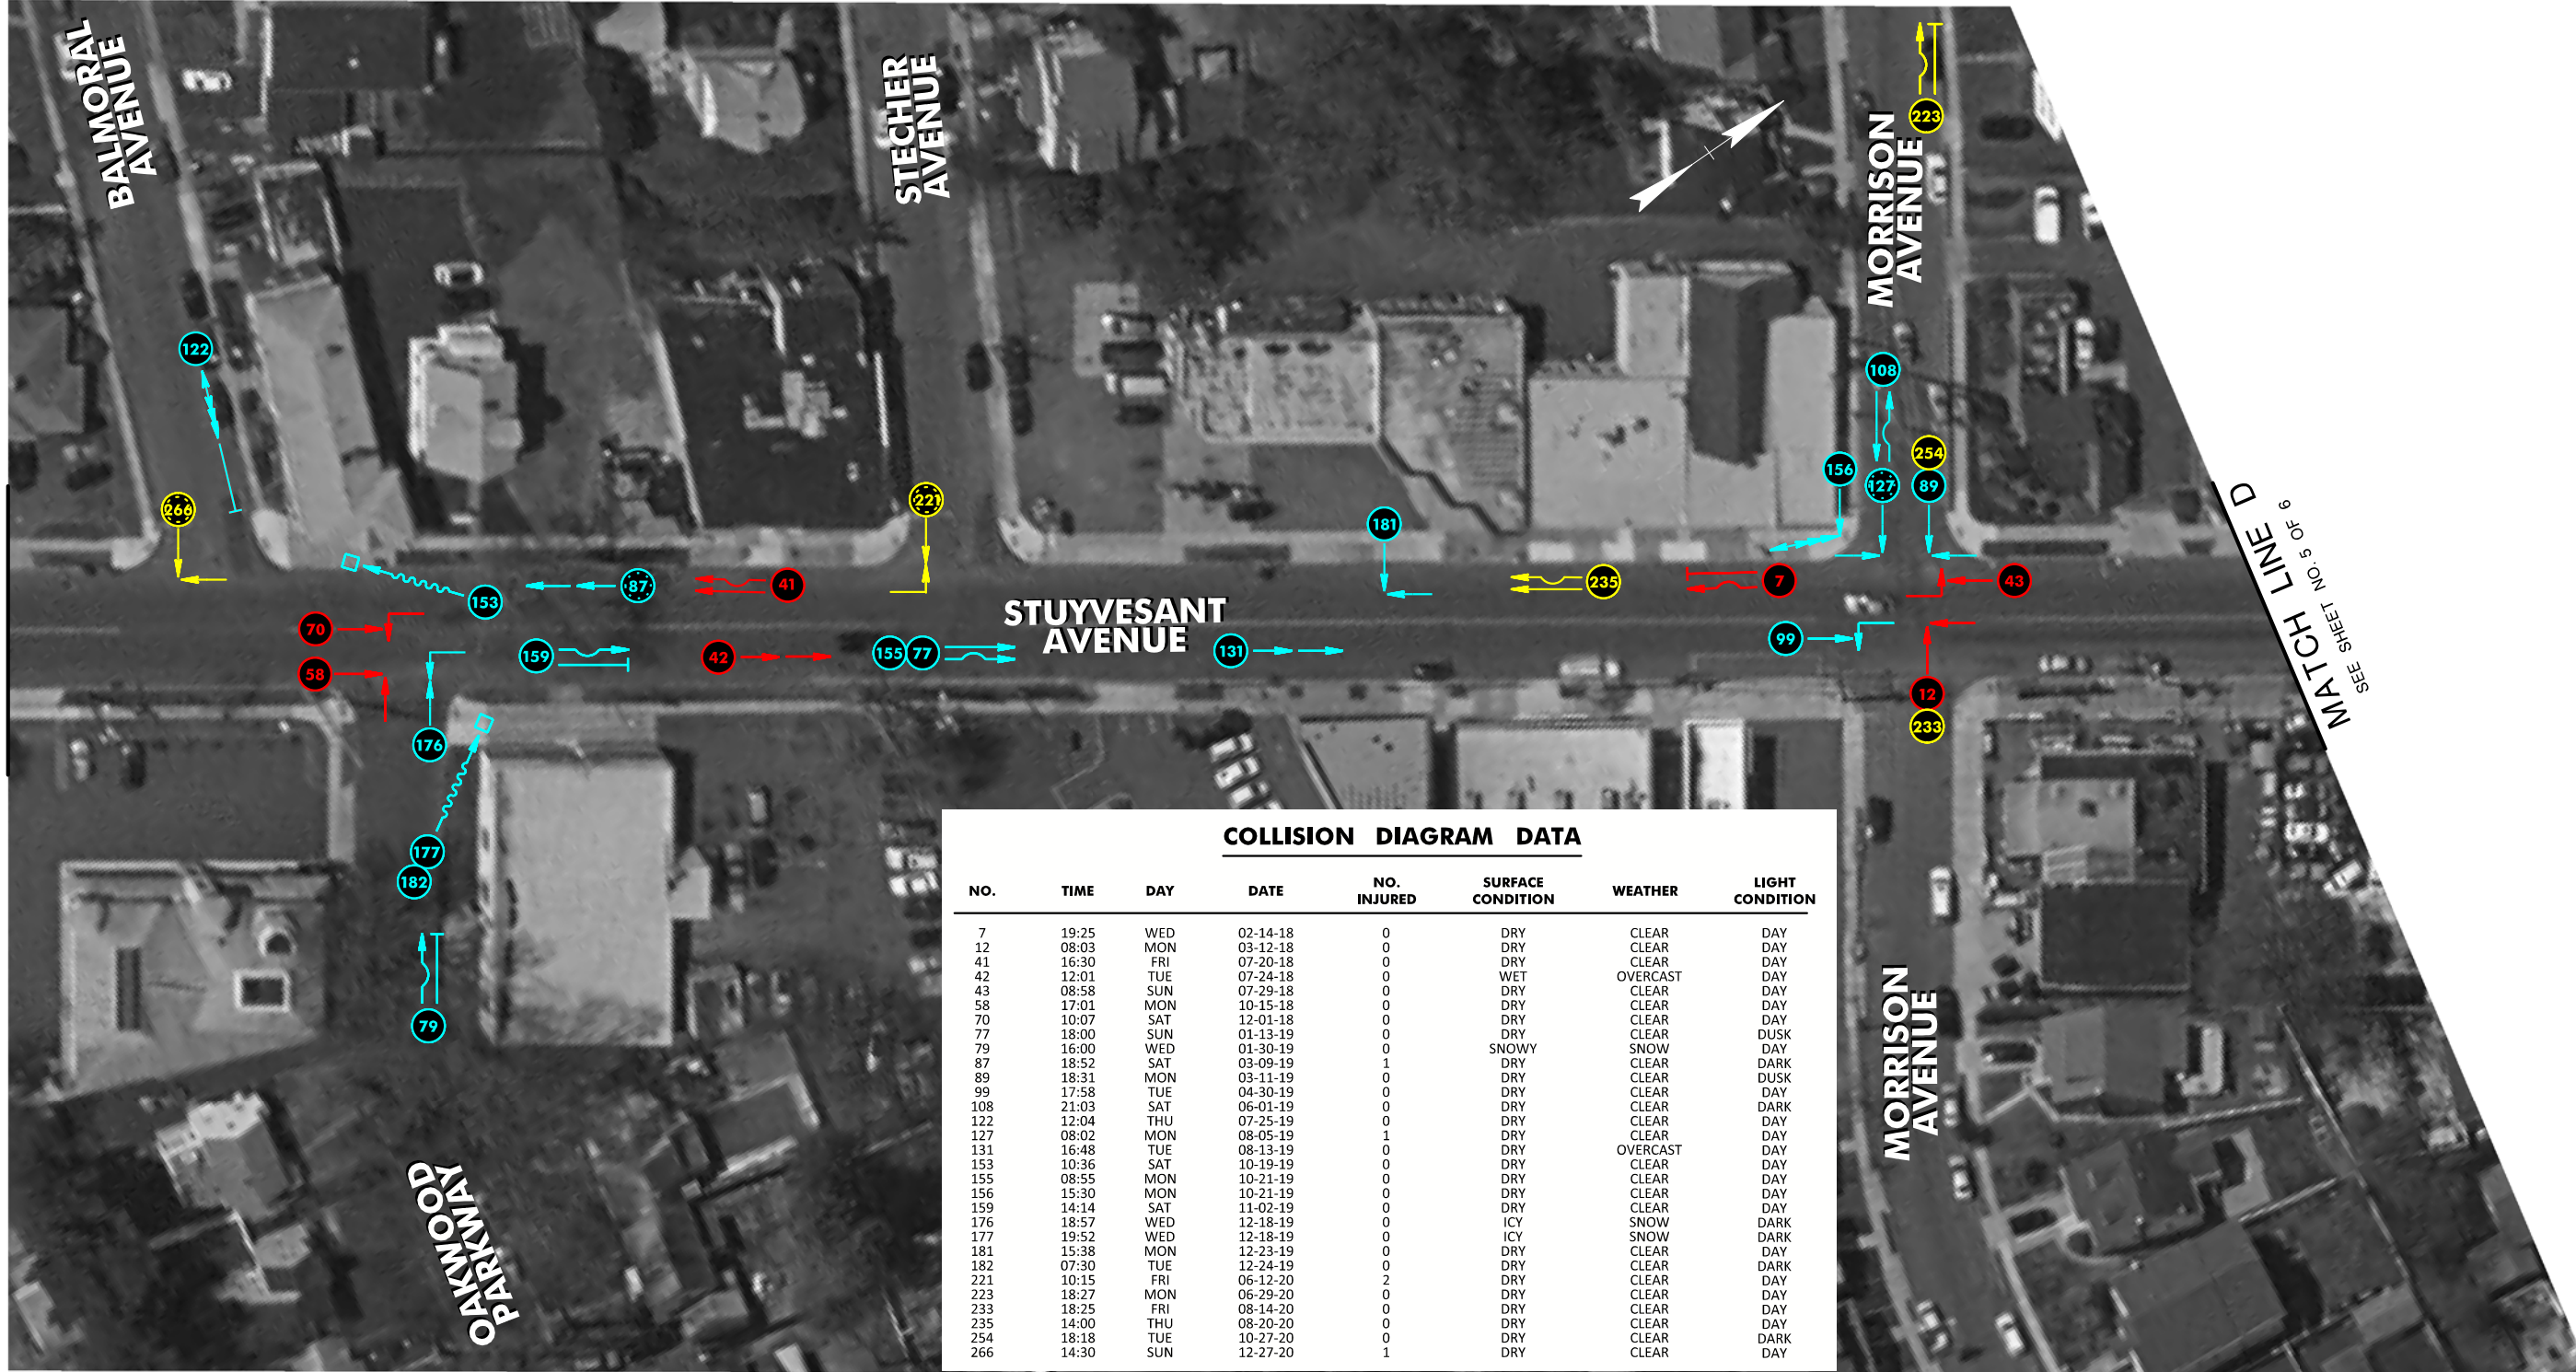 BALMORAL
AVENUE
STECHER
AVENUE
MORRISON
AVENUE
223
122
108
254
156
127
89
266
221
181
153
87
41
235
7
43
STUYVESANT
AVENUE
70
159
42
155
77
131
99
58
12
233
176
177
182
79
OAKWOOD
PARKWAY
MORRISON
AVENUE
MATCH LINE D
SEE SHEET NO. 5 OF 6
COLLISION DIAGRAM DATA
NO. TIME DAY DATE NO. INJURED SURFACE CONDITION WEATHER LIGHT CONDITION
7 19:25 WED 02-14-18 0 DRY CLEAR DAY
12 08:03 MON 03-12-18 0 DRY CLEAR DAY
41 16:30 FRI 07-20-18 0 DRY CLEAR DAY
42 12:01 TUE 07-24-18 0 WET OVERCAST DAY
43 08:58 SUN 07-29-18 0 DRY CLEAR DAY
58 17:01 MON 10-15-18 0 DRY CLEAR DAY
70 10:07 SAT 12-01-18 0 DRY CLEAR DAY
77 18:00 SUN 01-13-19 0 DRY CLEAR DUSK
79 16:00 WED 01-30-19 0 SNOWY SNOW DAY
87 18:52 SAT 03-09-19 1 DRY CLEAR DARK
89 18:31 MON 03-11-19 0 DRY CLEAR DUSK
99 17:58 TUE 04-30-19 0 DRY CLEAR DAY
108 21:03 SAT 06-01-19 0 DRY CLEAR DARK
122 12:04 THU 07-25-19 0 DRY CLEAR DAY
127 08:02 MON 08-05-19 1 DRY CLEAR DAY
131 16:48 TUE 08-13-19 0 DRY OVERCAST DAY
153 10:36 SAT 10-19-19 0 DRY CLEAR DAY
155 08:55 MON 10-21-19 0 DRY CLEAR DAY
156 15:30 MON 10-21-19 0 DRY CLEAR DAY
159 14:14 SAT 11-02-19 0 DRY CLEAR DAY
176 18:57 WED 12-18-19 0 ICY SNOW DARK
177 19:52 WED 12-18-19 0 ICY SNOW DARK
181 15:38 MON 12-23-19 0 DRY CLEAR DAY
182 07:30 TUE 12-24-19 0 DRY CLEAR DARK
221 10:15 FRI 06-12-20 2 DRY CLEAR DAY
223 18:27 MON 06-29-20 0 DRY CLEAR DAY
233 18:25 FRI 08-14-20 0 DRY CLEAR DAY
235 14:00 THU 08-20-20 0 DRY CLEAR DAY
254 18:18 TUE 10-27-20 0 DRY CLEAR DARK
266 14:30 SUN 12-27-20 1 DRY CLEAR DAY